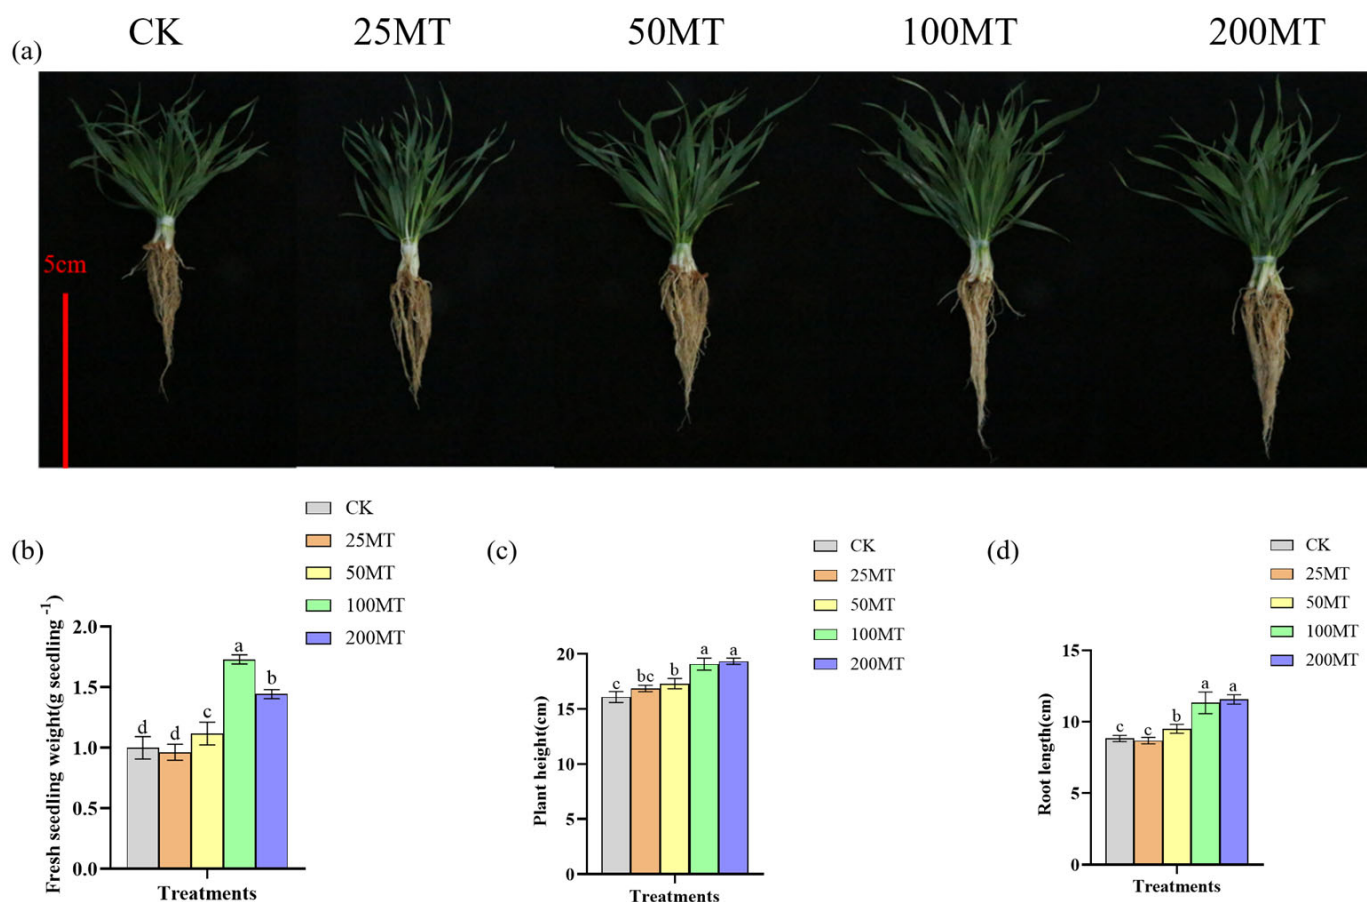 CK 25MT 50MT 100MT 200MT
(a)
5cm
(b)
CK
25MT
50MT
100MT
200MT
Fresh seedling weight(g seedling⁻¹)
2.0
1.5
1.0
0.5
0.0
d d c a b
Treatments
(c)
CK
25MT
50MT
100MT
200MT
Plant height(cm)
20
15
10
5
0
c bc b a a
Treatments
(d)
CK
25MT
50MT
100MT
200MT
Root length(cm)
15
10
5
0
c c b a a
Treatments